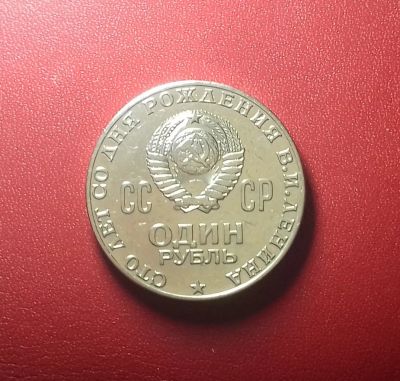 СТО ЛЕТ СО ДНЯ РОЖДЕНИЯ В.И.ЛЕНИНА
СС СР
ОДИН
РУБЛЬ